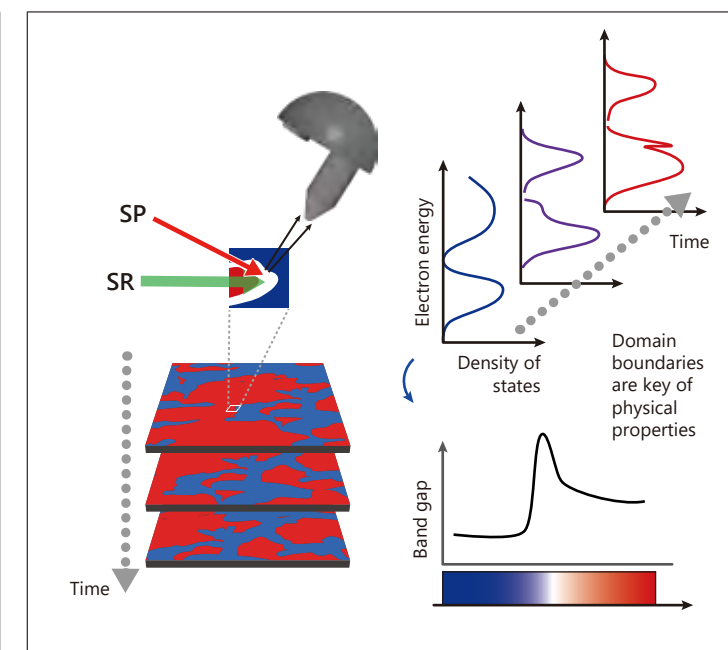 SP
SR
Time
Electron energy
Density of
states
Time
Domain
boundaries
are key of
physical
properties
Band gap